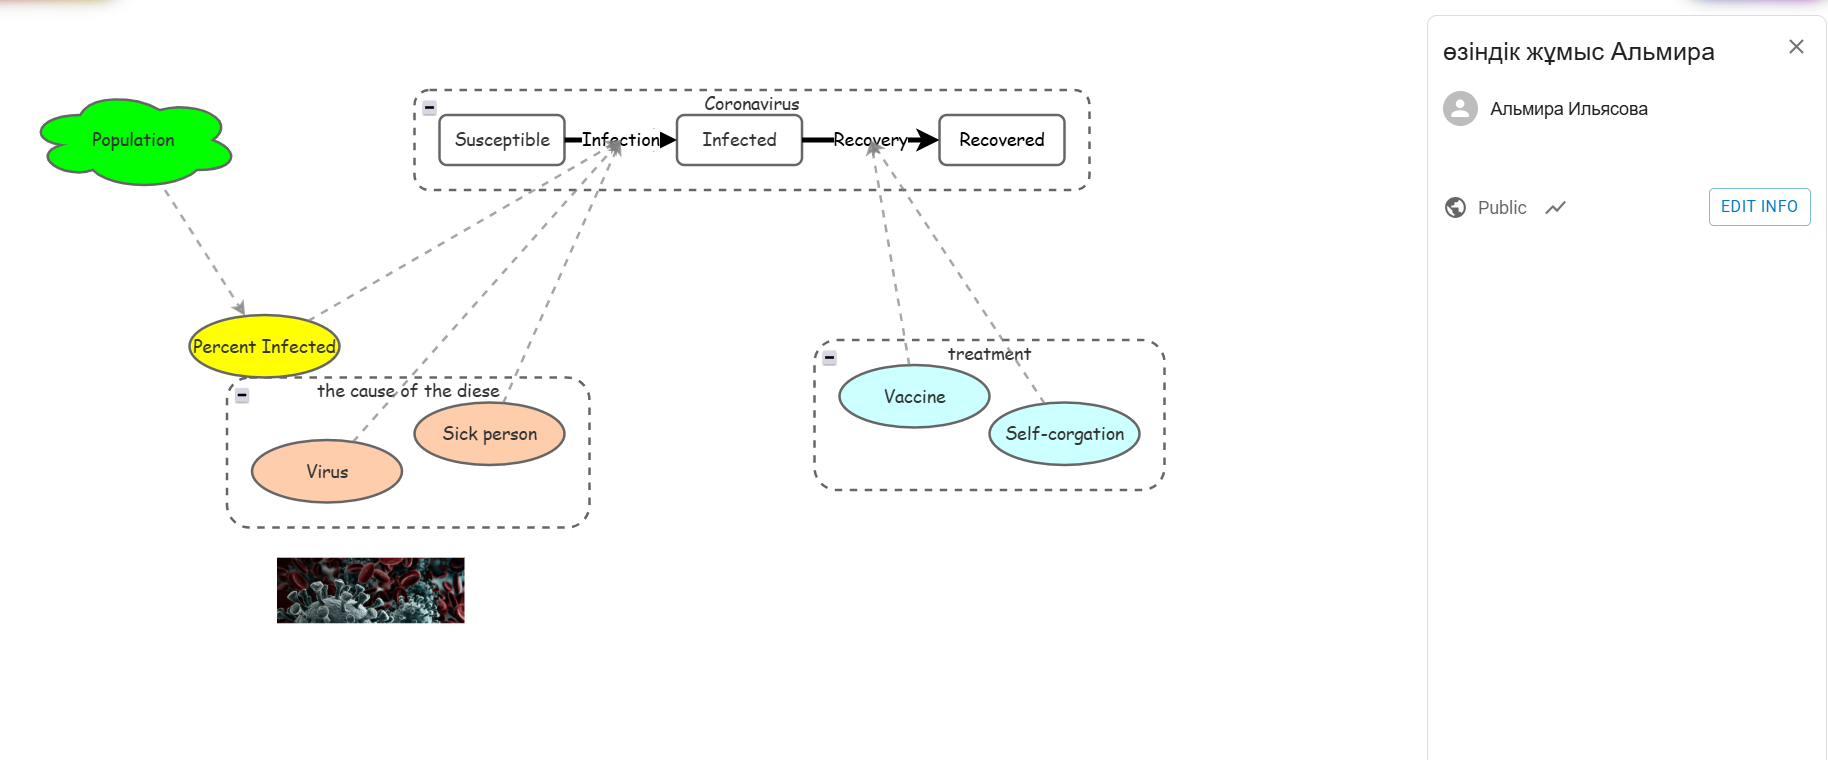 өзіндік жұмыс Альмира
Альмира Ильясова
Public
EDIT INFO
Coronavirus
Population
Susceptible
Infection
Infected
Recovery
Recovered
Percent Infected
the cause of the diese
Sick person
Virus
treatment
Vaccine
Self-corgation